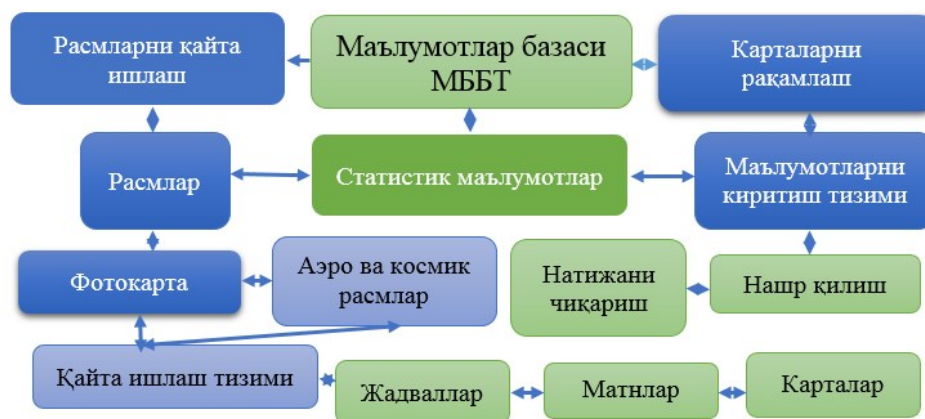 Расмларни қайта
ишлаш
Маълумотлар базаси
МББТ
Карталарни
рақамлаш
Расмлар
Статистик маълумотлар
Маълумотларни
киритиш тизими
Фотокарта
Аэро ва космик
расмлар
Натижани
чиқариш
Нашр қилиш
Қайта ишлаш тизими
Жадваллар
Матнлар
Карталар